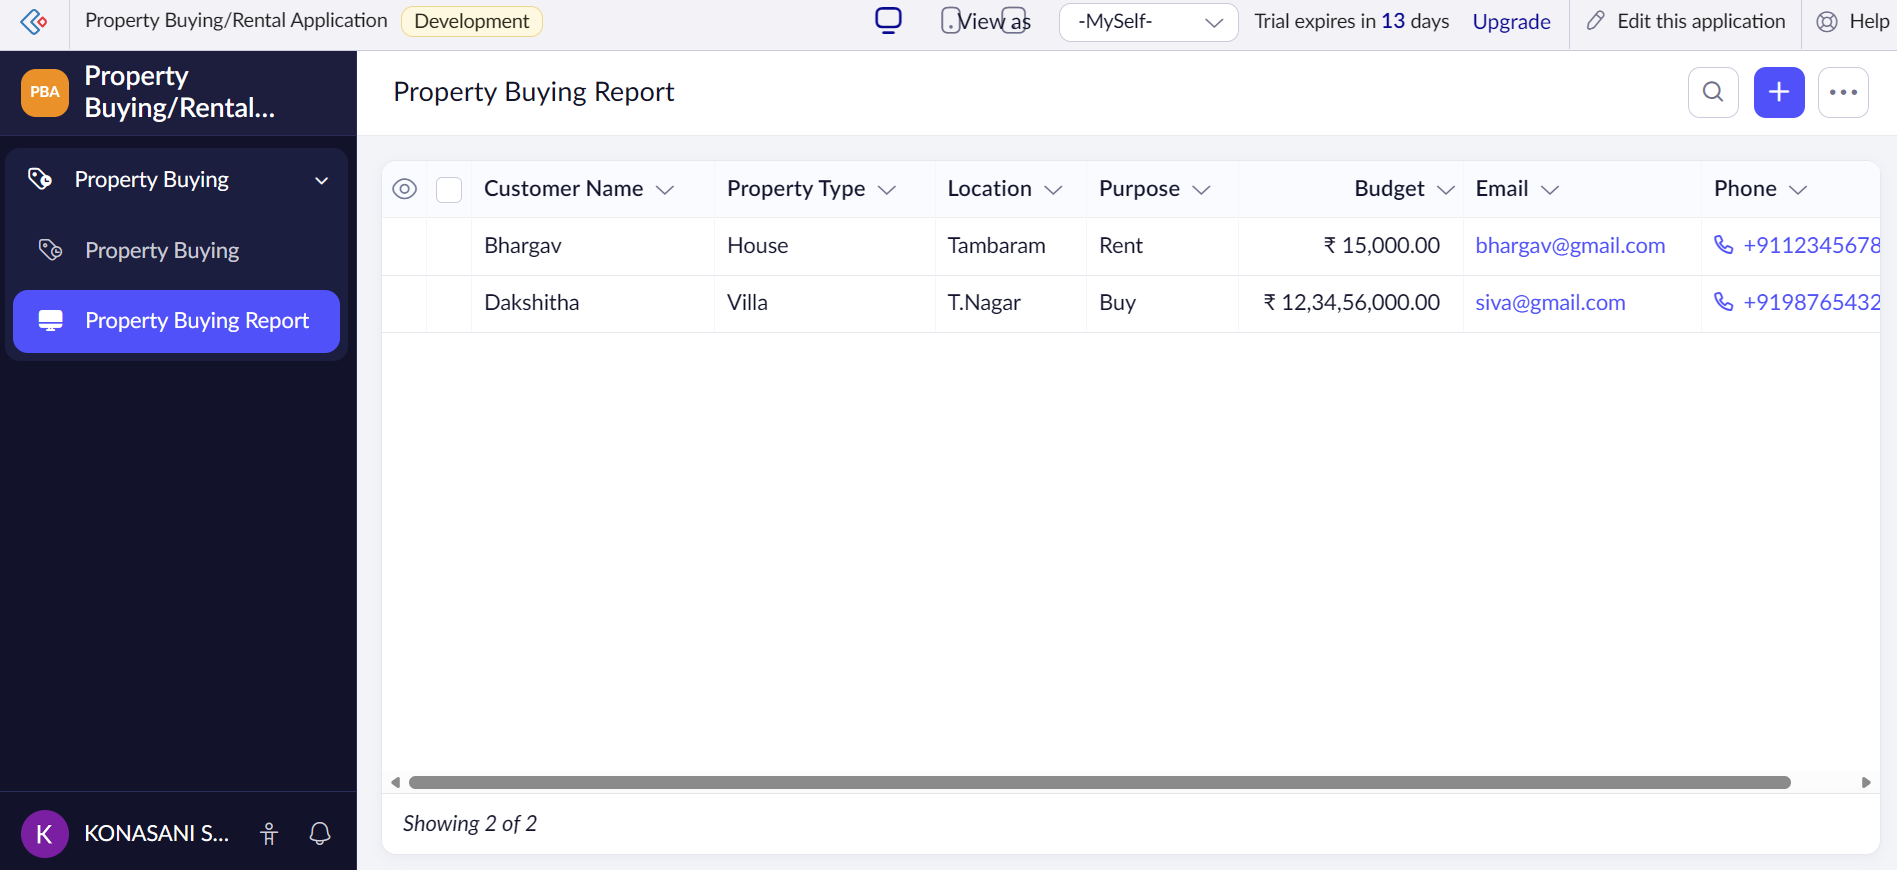 Property Buying/Rental Application Development View as -MySelf- Trial expires in 13 days Upgrade Edit this application Help
PBA
Property
Buying/Rental...
Property Buying
Property Buying
Property Buying Report
KONASANI S...
K
Property Buying Report
Customer Name Property Type Location Purpose Budget Email Phone
Bhargav House Tambaram Rent ₹ 15,000.00 bhargav@gmail.com +9112345678
Dakshitha Villa T.Nagar Buy ₹ 12,34,56,000.00 siva@gmail.com +9198765432
Showing 2 of 2